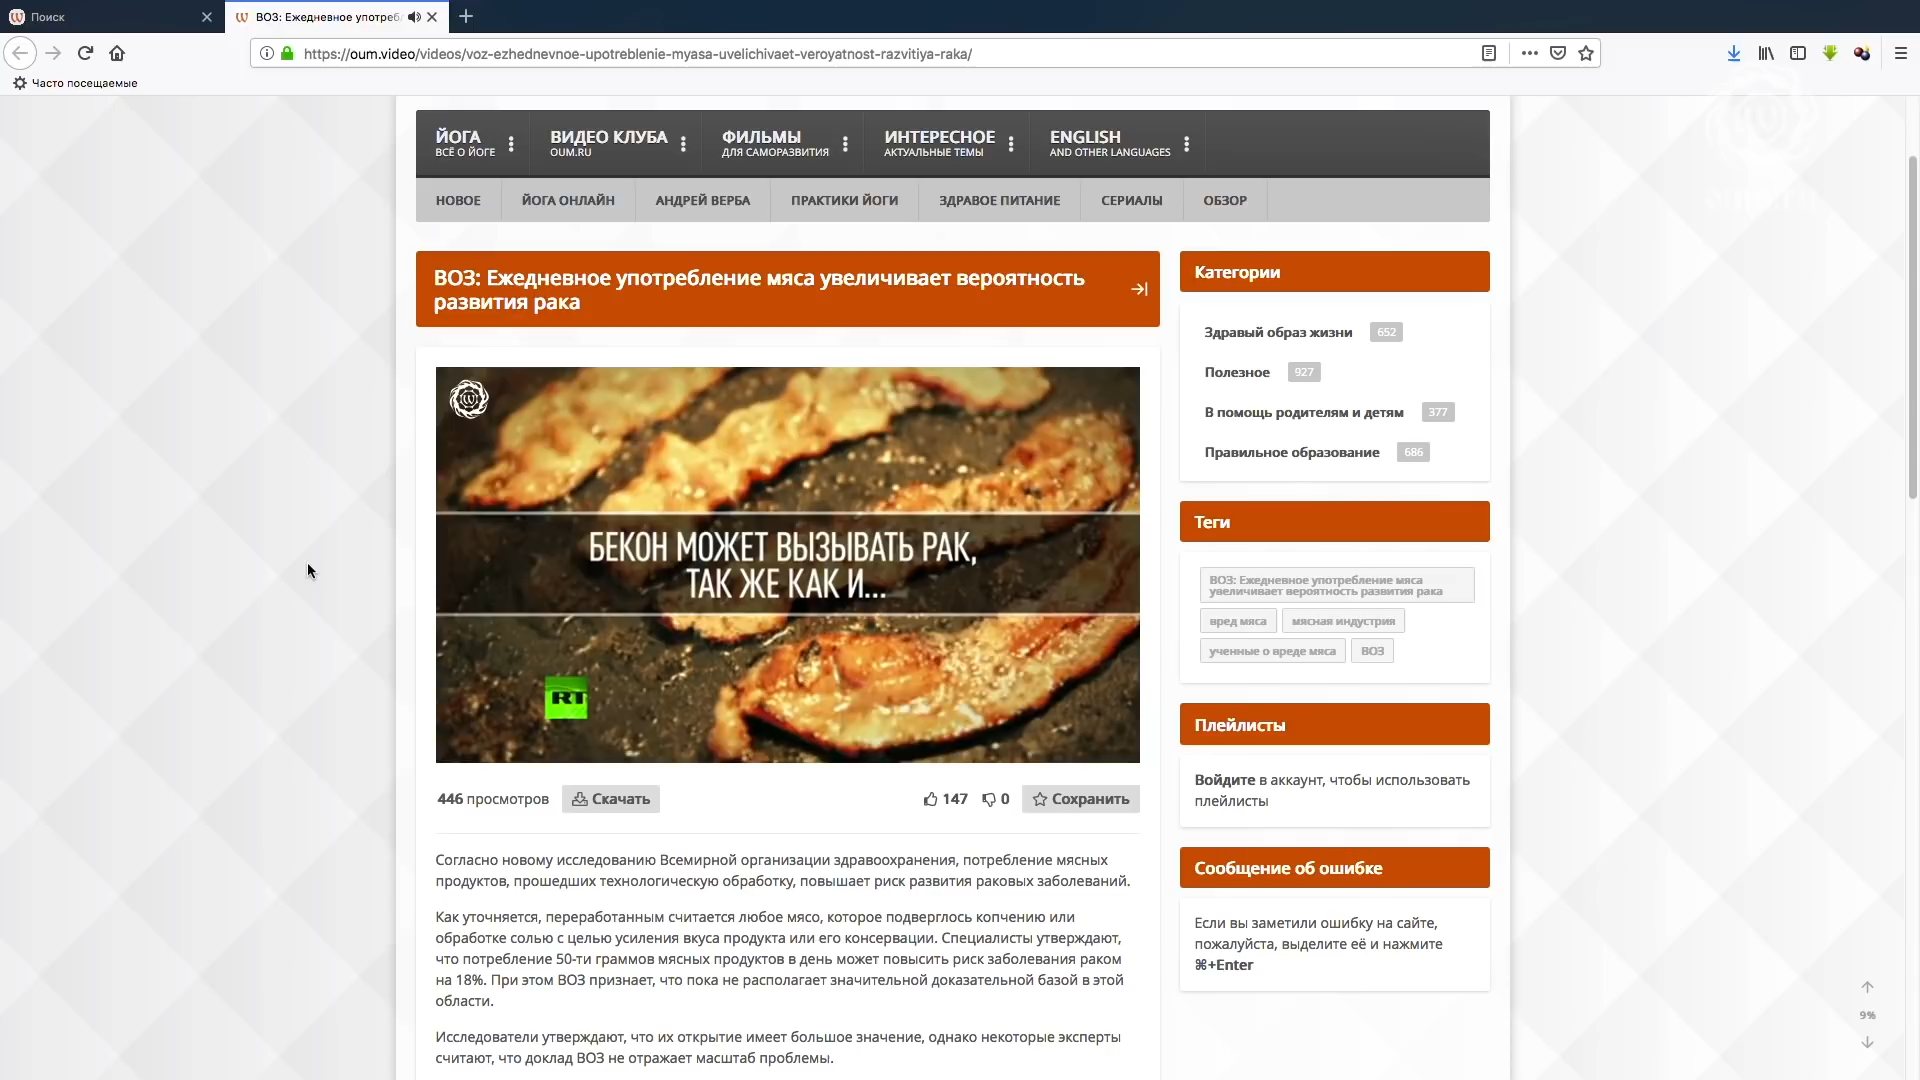 Поиск
ВОЗ: Ежедневное употребл
https://oum.video/videos/voz-ezhednevnoe-upotreblenie-myasa-uvelichivaet-veroyatnost-razvitiya-raka/
Часто посещаемые
ЙОГА
ВСЁ О ЙОГЕ
ВИДЕО КЛУБА
OUM.RU
ФИЛЬМЫ
ДЛЯ САМОРАЗВИТИЯ
ИНТЕРЕСНОЕ
АКТУАЛЬНЫЕ ТЕМЫ
ENGLISH
AND OTHER LANGUAGES
НОВОЕ
ЙОГА ОНЛАЙН
АНДРЕЙ ВЕРБА
ПРАКТИКИ ЙОГИ
ЗДРАВОЕ ПИТАНИЕ
СЕРИАЛЫ
ОБЗОР
ВОЗ: Ежедневное употребление мяса увеличивает вероятность
развития рака
БЕКОН МОЖЕТ ВЫЗЫВАТЬ РАК,
ТАК ЖЕ КАК И...
RT
446 просмотров
Скачать
147
0
Сохранить
Согласно новому исследованию Всемирной организации здравоохранения, потребление мясных
продуктов, прошедших технологическую обработку, повышает риск развития раковых заболеваний.
Как уточняется, переработанным считается любое мясо, которое подверглось копчению или
обработке солью с целью усиления вкуса продукта или его консервации. Специалисты утверждают,
что потребление 50-ти граммов мясных продуктов в день может повысить риск заболевания раком
на 18%. При этом ВОЗ признает, что пока не располагает значительной доказательной базой в этой
области.
Исследователи утверждают, что их открытие имеет большое значение, однако некоторые эксперты
считают, что доклад ВОЗ не отражает масштаб проблемы.
Категории
Здравый образ жизни 652
Полезное 927
В помощь родителям и детям 377
Правильное образование 686
Теги
ВОЗ: Ежедневное употребление мяса
увеличивает вероятность развития рака
вред мяса
мясная индустрия
ученные о вреде мяса
ВОЗ
Плейлисты
Войдите в аккаунт, чтобы использовать
плейлисты
Сообщение об ошибке
Если вы заметили ошибку на сайте,
пожалуйста, выделите её и нажмите
⌘+Enter
9%